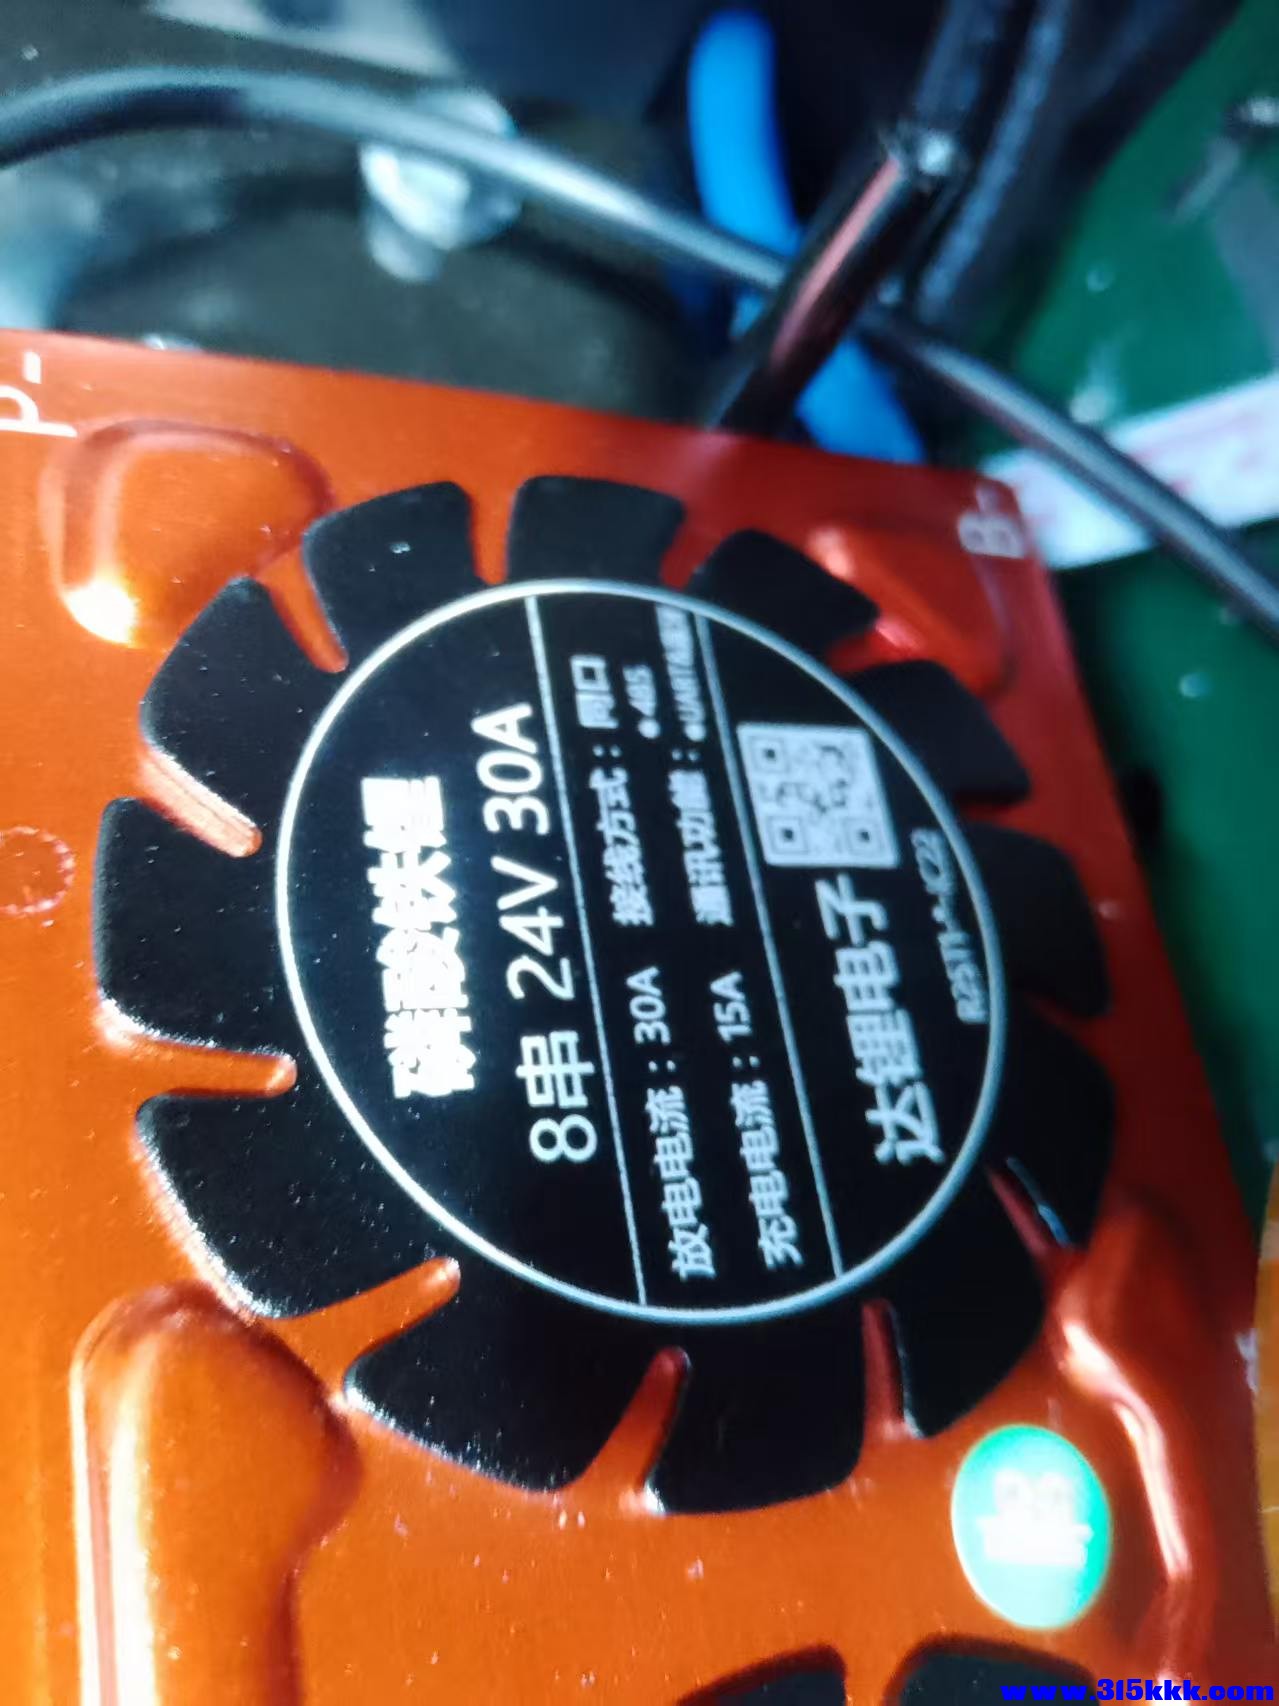 P-
B-
磷酸铁锂
8串 24V 30A
放电电流：30A 接线方式：同口
•485
充电电流：15A 通讯功能：
达锂电子
www.315kkk.com